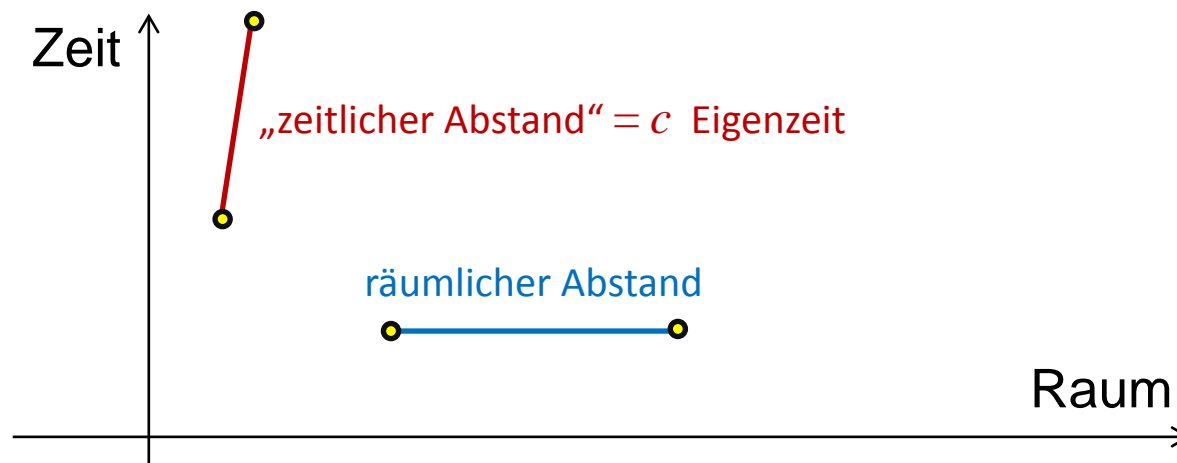 Zeit
„zeitlicher Abstand“ = c Eigenzeit
räumlicher Abstand
Raum